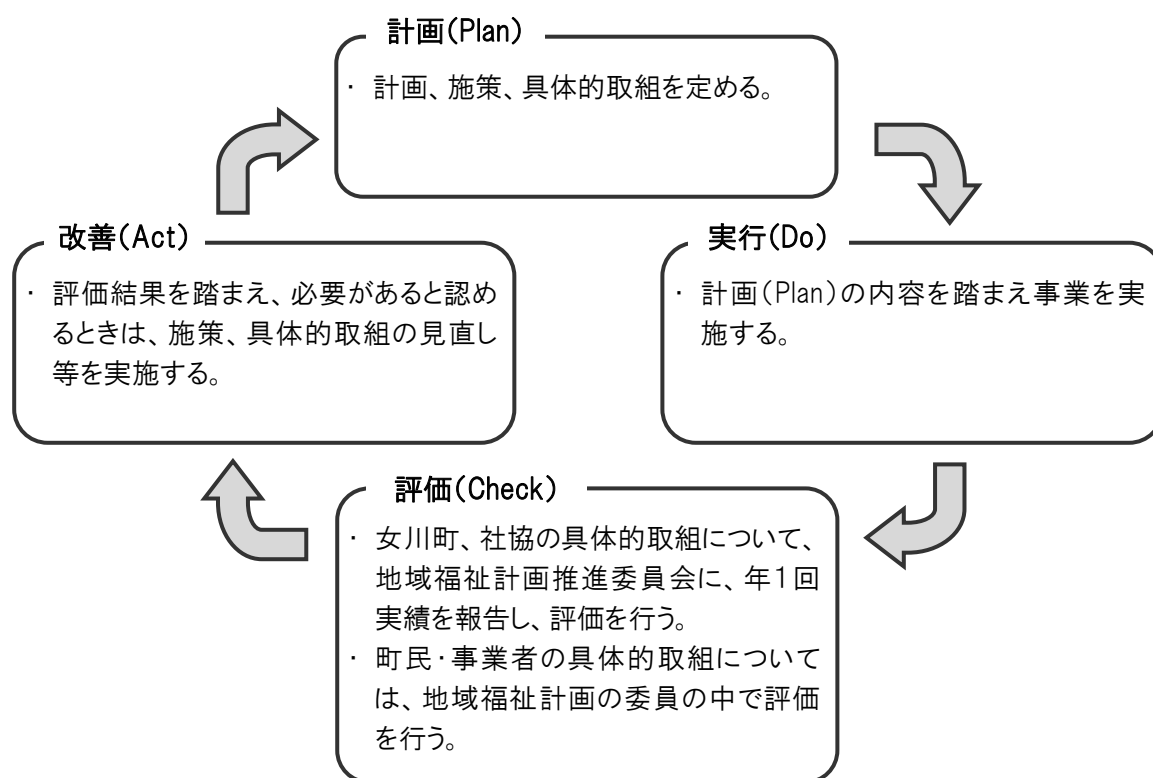 計画(Plan)
・ 計画、施策、具体的取組を定める。
改善(Act)
・ 評価結果を踏まえ、必要があると認め
るときは、施策、具体的取組の見直し
等を実施する。
実行(Do)
・ 計画(Plan)の内容を踏まえ事業を実
施する。
評価(Check)
・ 女川町、社協の具体的取組について、
地域福祉計画推進委員会に、年1回
実績を報告し、評価を行う。
・ 町民・事業者の具体的取組について
は、地域福祉計画の委員の中で評価
を行う。